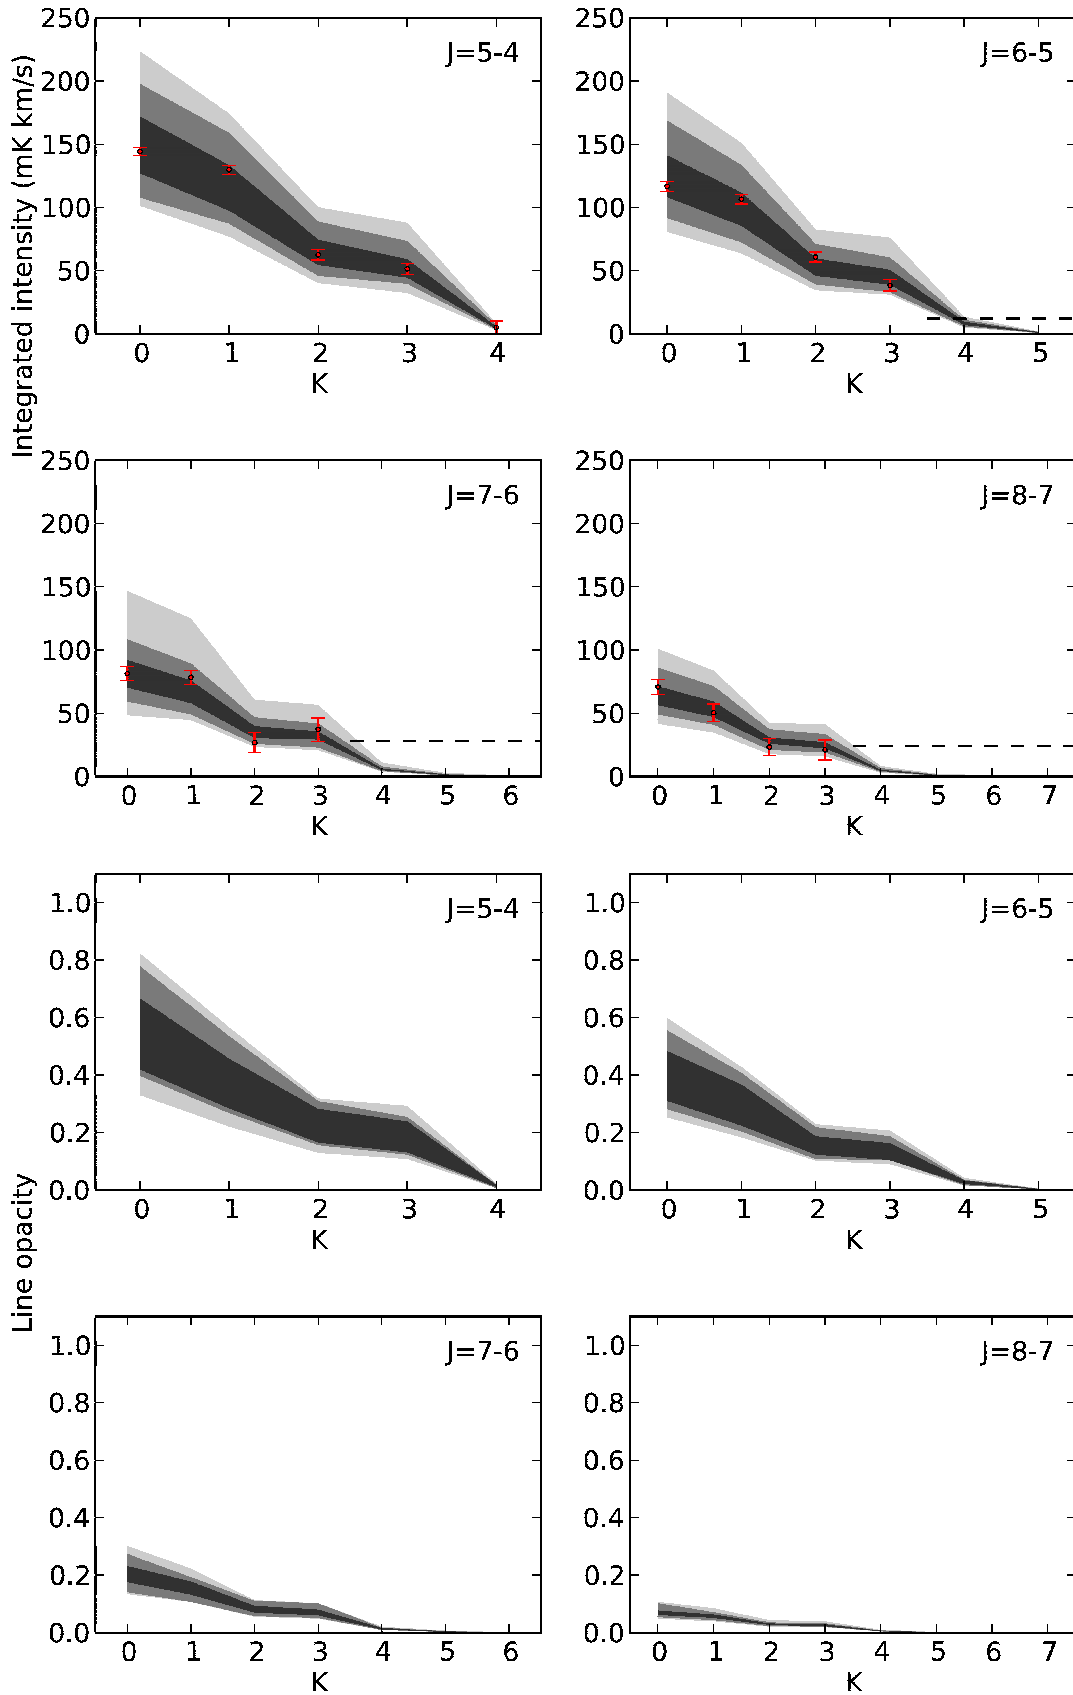 Integrated intensity (mK km/s)
250
200
150
100
50
0
J=5-4
0 1 2 3 4
K
250
200
150
100
50
0
J=6-5
0 1 2 3 4 5
K
250
200
150
100
50
0
J=7-6
0 1 2 3 4 5 6
K
250
200
150
100
50
0
J=8-7
0 1 2 3 4 5 6 7
K
Line opacity
1.0
0.8
0.6
0.4
0.2
0.0
J=5-4
0 1 2 3 4
K
1.0
0.8
0.6
0.4
0.2
0.0
J=6-5
0 1 2 3 4 5
K
1.0
0.8
0.6
0.4
0.2
0.0
J=7-6
0 1 2 3 4 5 6
K
1.0
0.8
0.6
0.4
0.2
0.0
J=8-7
0 1 2 3 4 5 6 7
K